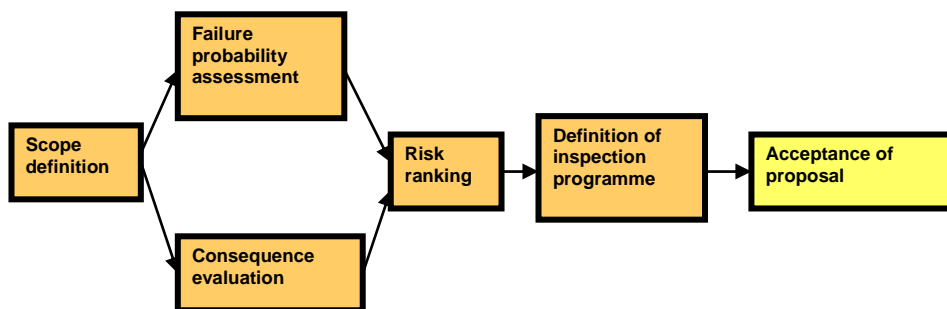 Failure
probability
assessment
Scope
definition
Consequence
evaluation
Risk
ranking
Definition of
inspection
programme
Acceptance of
proposal